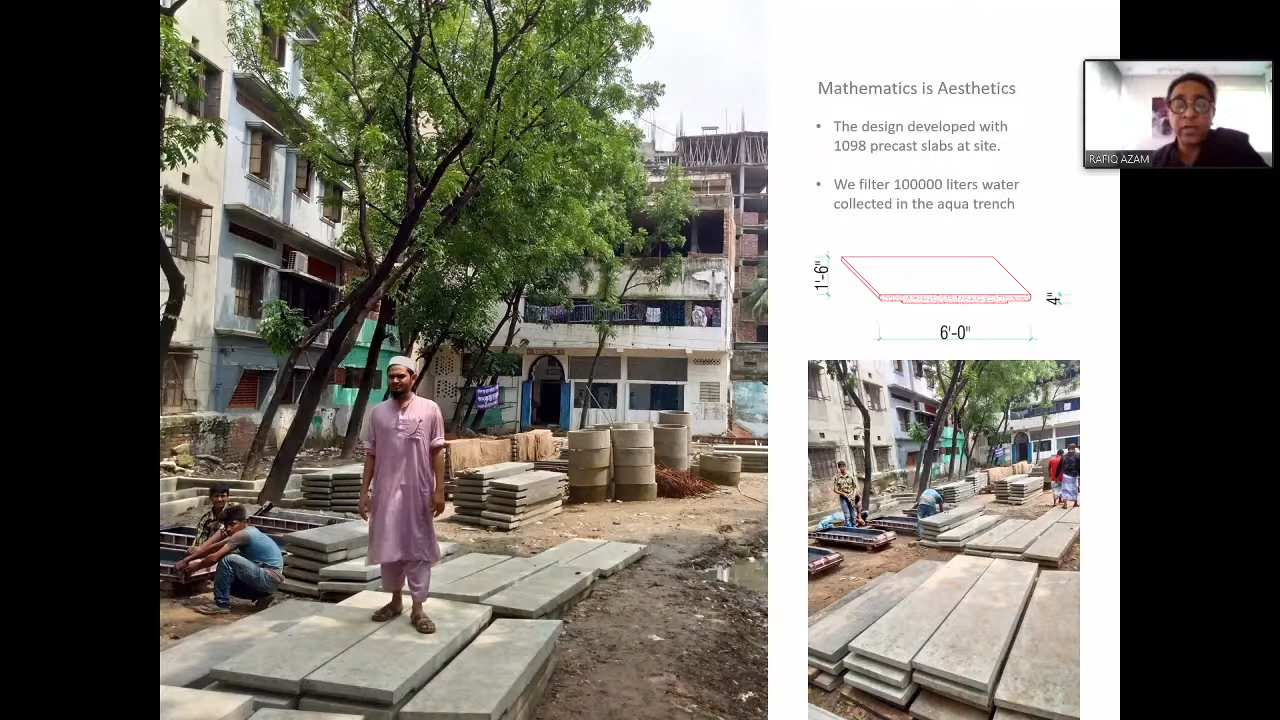 Mathematics is Aesthetics
• The design developed with
1098 precast slabs at site.
• We filter 100000 liters water
collected in the aqua trench
1'-6"
4"
6'-0"
RAFIQ AZAM